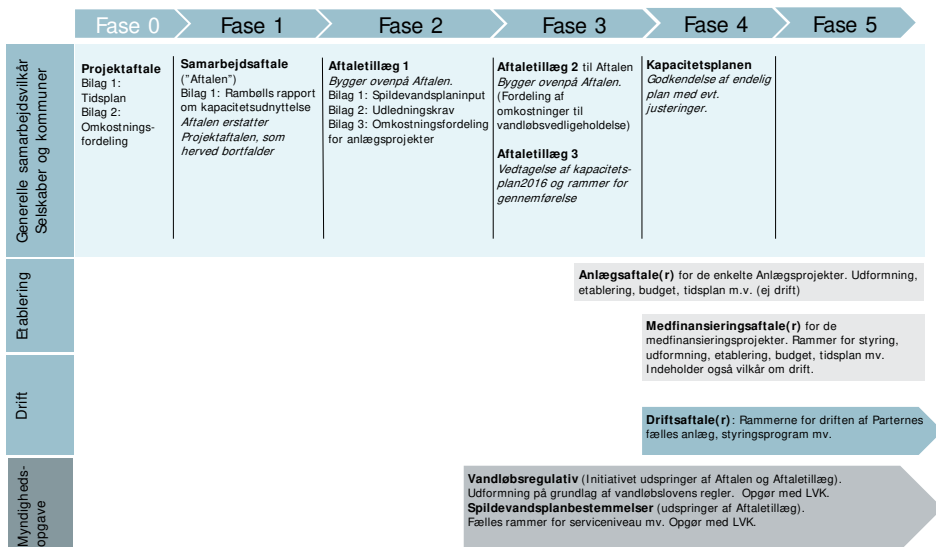 Fase 0
Fase 1
Fase 2
Fase 3
Fase 4
Fase 5
Generelle samarbejdsvilkår
Selskaber og kommuner
Projektaftale
Bilag 1:
Tidsplan
Bilag 2:
Omkostnings-
fordeling
Samarbejdsaftale
("Aftalen")
Bilag 1: Rambølls rapport
om kapacitetsudnyttelse
Aftalen erstatter
Projektaftalen, som
herved bortfalder
Aftaletillæg 1
Bygger ovenpå Aftalen.
Bilag 1: Spildevandsplaninput
Bilag 2: Udledningskrav
Bilag 3: Omkostningsfordeling
for anlægsprojekter
Aftaletillæg 2 til Aftalen
Bygger ovenpå Aftalen.
(Fordeling af
omkostninger til
vandløbsvedligeholdelse)
Aftaletillæg 3
Vedtagelse af kapacitets-
plan2016 og rammer for
gennemførelse
Kapacitetsplanen
Godkendelse af endelig
plan med evt.
justeringer.
Etablering
Anlægsaftale(r) for de enkelte Anlægsprojekter. Udformning,
etablering, budget, tidsplan m.v. (ej drift)
Medfinansieringsaftale(r) for de
medfinansieringsprojekter. Rammer for styring,
udformning, etablering, budget, tidsplan mv.
Indeholder også vilkår om drift.
Drift
Driftsaftale(r): Rammerne for driften af Parternes
fælles anlæg, styringsprogram mv.
Myndigheds-
opgave
Vandløbsregulativ (Initiativet udspringer af Aftalen og Aftaletillæg).
Udformning på grundlag af vandløbslovens regler. Opgør med LVK.
Spildevandsplanbestemmelser (udspringer af Aftaletillæg).
Fælles rammer for serviceniveau mv. Opgør med LVK.